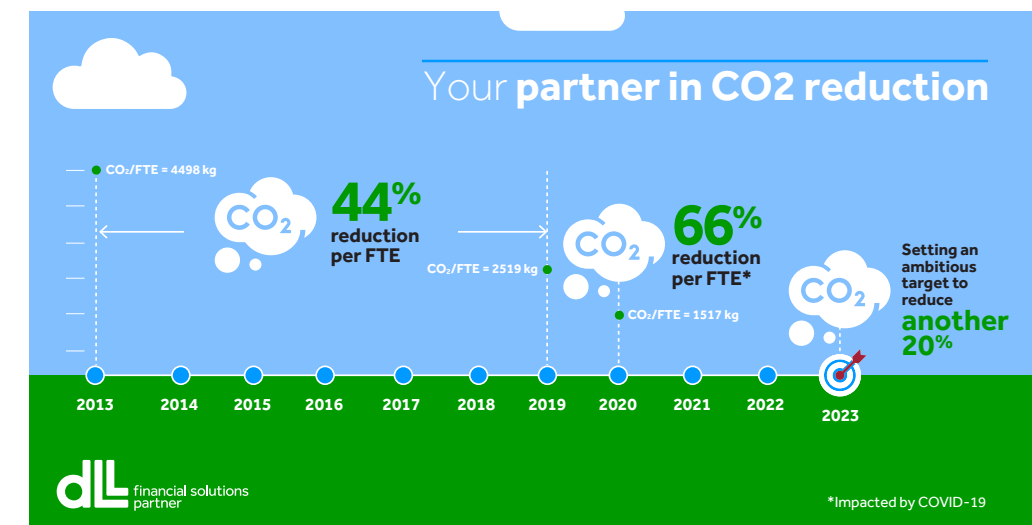 Your partner in CO2 reduction
CO₂/FTE = 4498 kg
CO₂
44%
reduction
per FTE
CO₂/FTE = 2519 kg
CO₂
66%
reduction
per FTE*
CO₂/FTE = 1517 kg
CO₂
Setting an
ambitious
target to
reduce
another
20%
2013 2014 2015 2016 2017 2018 2019 2020 2021 2022 2023
dLL financial solutions
partner
*Impacted by COVID-19